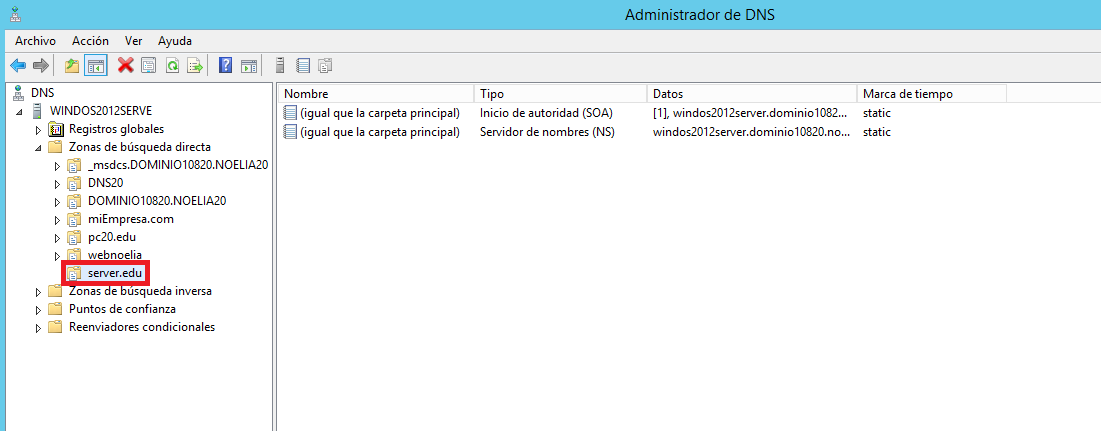 Administrador de DNS
Archivo Acción Ver Ayuda
DNS
WINDOS2012SERVE
Registros globales
Zonas de búsqueda directa
_msdcs.DOMINIO10820.NOELIA20
DNS20
DOMINIO10820.NOELIA20
miEmpresa.com
pc20.edu
webnoelia
server.edu
Zonas de búsqueda inversa
Puntos de confianza
Reenviadores condicionales
Nombre Tipo Datos Marca de tiempo
(igual que la carpeta principal) Inicio de autoridad (SOA) [1], windos2012server.dominio1082... static
(igual que la carpeta principal) Servidor de nombres (NS) windos2012server.dominio10820.no... static